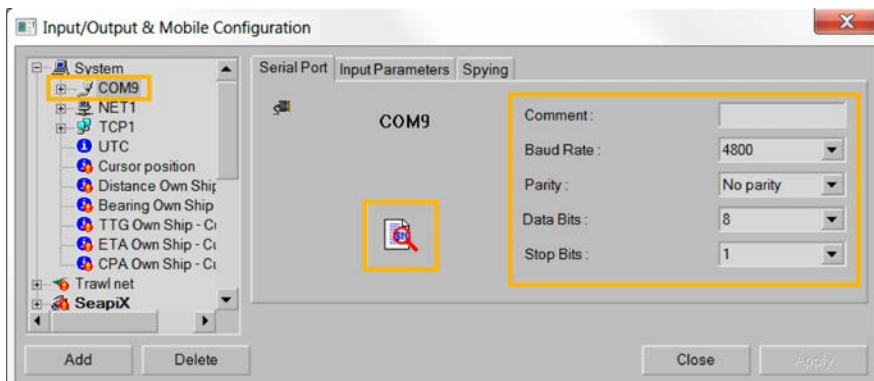 Input/Output & Mobile Configuration
System
COM9
NET1
TCP1
UTC
Cursor position
Distance Own Ship
Bearing Own Ship
TTG Own Ship - Cu
ETA Own Ship - Cu
CPA Own Ship - Cu
Trawl net
SeapiX
Add
Delete
Serial Port
Input Parameters
Spying
COM9
Comment :
Baud Rate :
4800
Parity :
No parity
Data Bits :
8
Stop Bits :
1
Close
Apply